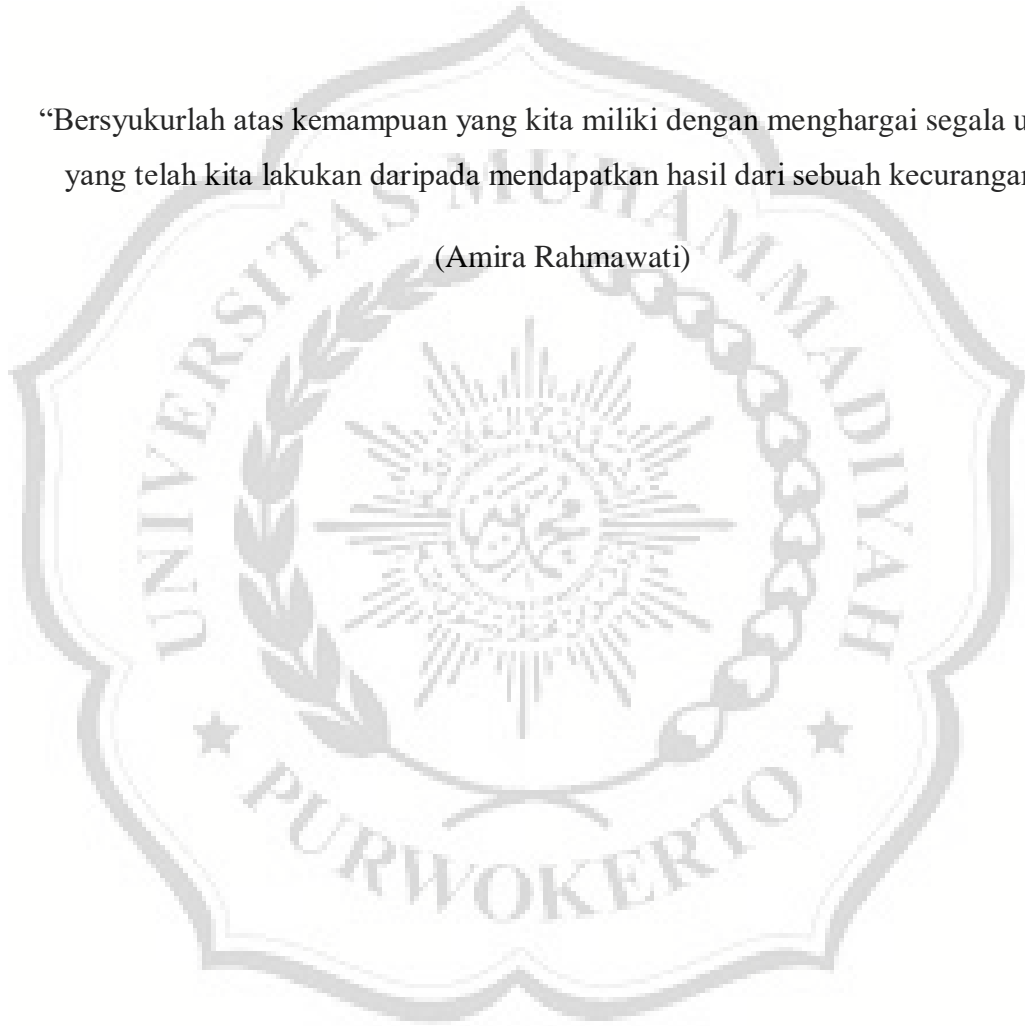 “Bersyukurlah atas kemampuan yang kita miliki dengan menghargai segala
yang telah kita lakukan daripada mendapatkan hasil dari sebuah
(Amira Rahmawati)
UNIVERSITAS MUHAMMADIYAH
PURWOKERTO